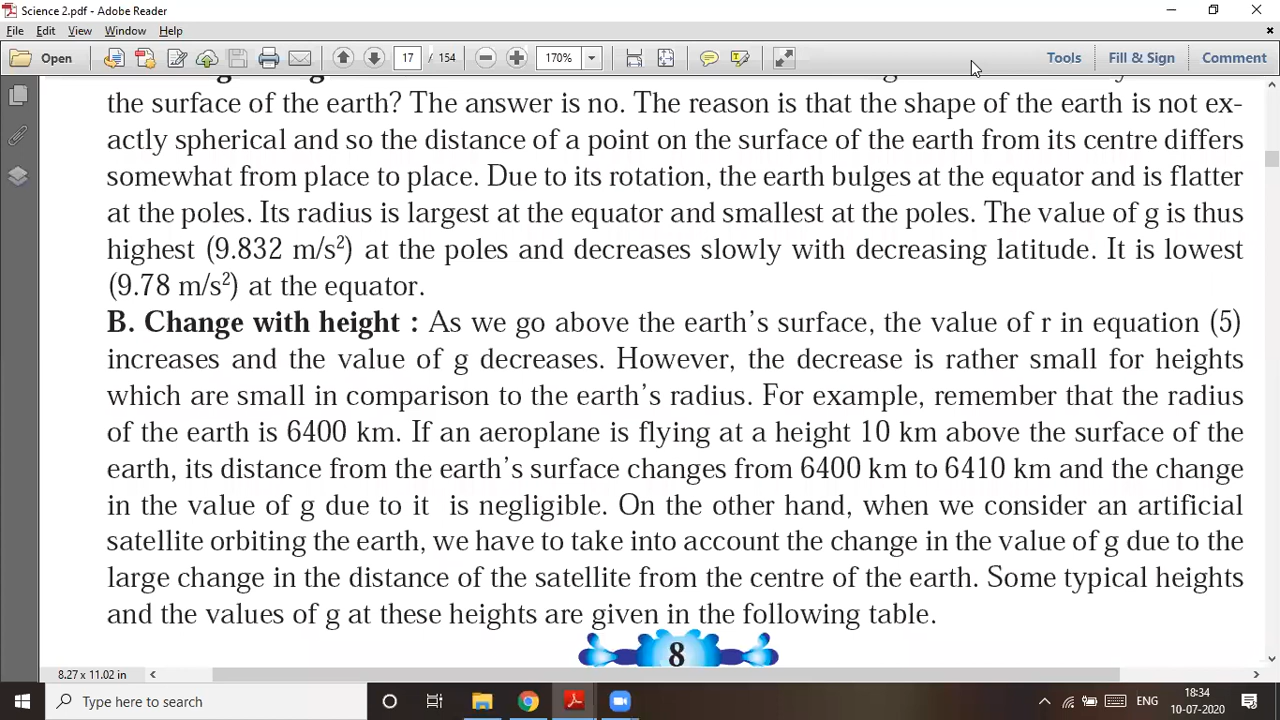 Science 2.pdf - Adobe Reader
File Edit View Window Help
Open 17 / 154 170% Tools Fill & Sign Comment
the surface of the earth? The answer is no. The reason is that the shape of the earth is not ex-
actly spherical and so the distance of a point on the surface of the earth from its centre differs
somewhat from place to place. Due to its rotation, the earth bulges at the equator and is flatter
at the poles. Its radius is largest at the equator and smallest at the poles. The value of g is thus
highest (9.832 m/s²) at the poles and decreases slowly with decreasing latitude. It is lowest
(9.78 m/s²) at the equator.
B. Change with height : As we go above the earth's surface, the value of r in equation (5)
increases and the value of g decreases. However, the decrease is rather small for heights
which are small in comparison to the earth's radius. For example, remember that the radius
of the earth is 6400 km. If an aeroplane is flying at a height 10 km above the surface of the
earth, its distance from the earth's surface changes from 6400 km to 6410 km and the change
in the value of g due to it is negligible. On the other hand, when we consider an artificial
satellite orbiting the earth, we have to take into account the change in the value of g due to the
large change in the distance of the satellite from the centre of the earth. Some typical heights
and the values of g at these heights are given in the following table.
8
8.27 x 11.02 in
Type here to search
ENG
18:34
10-07-2020